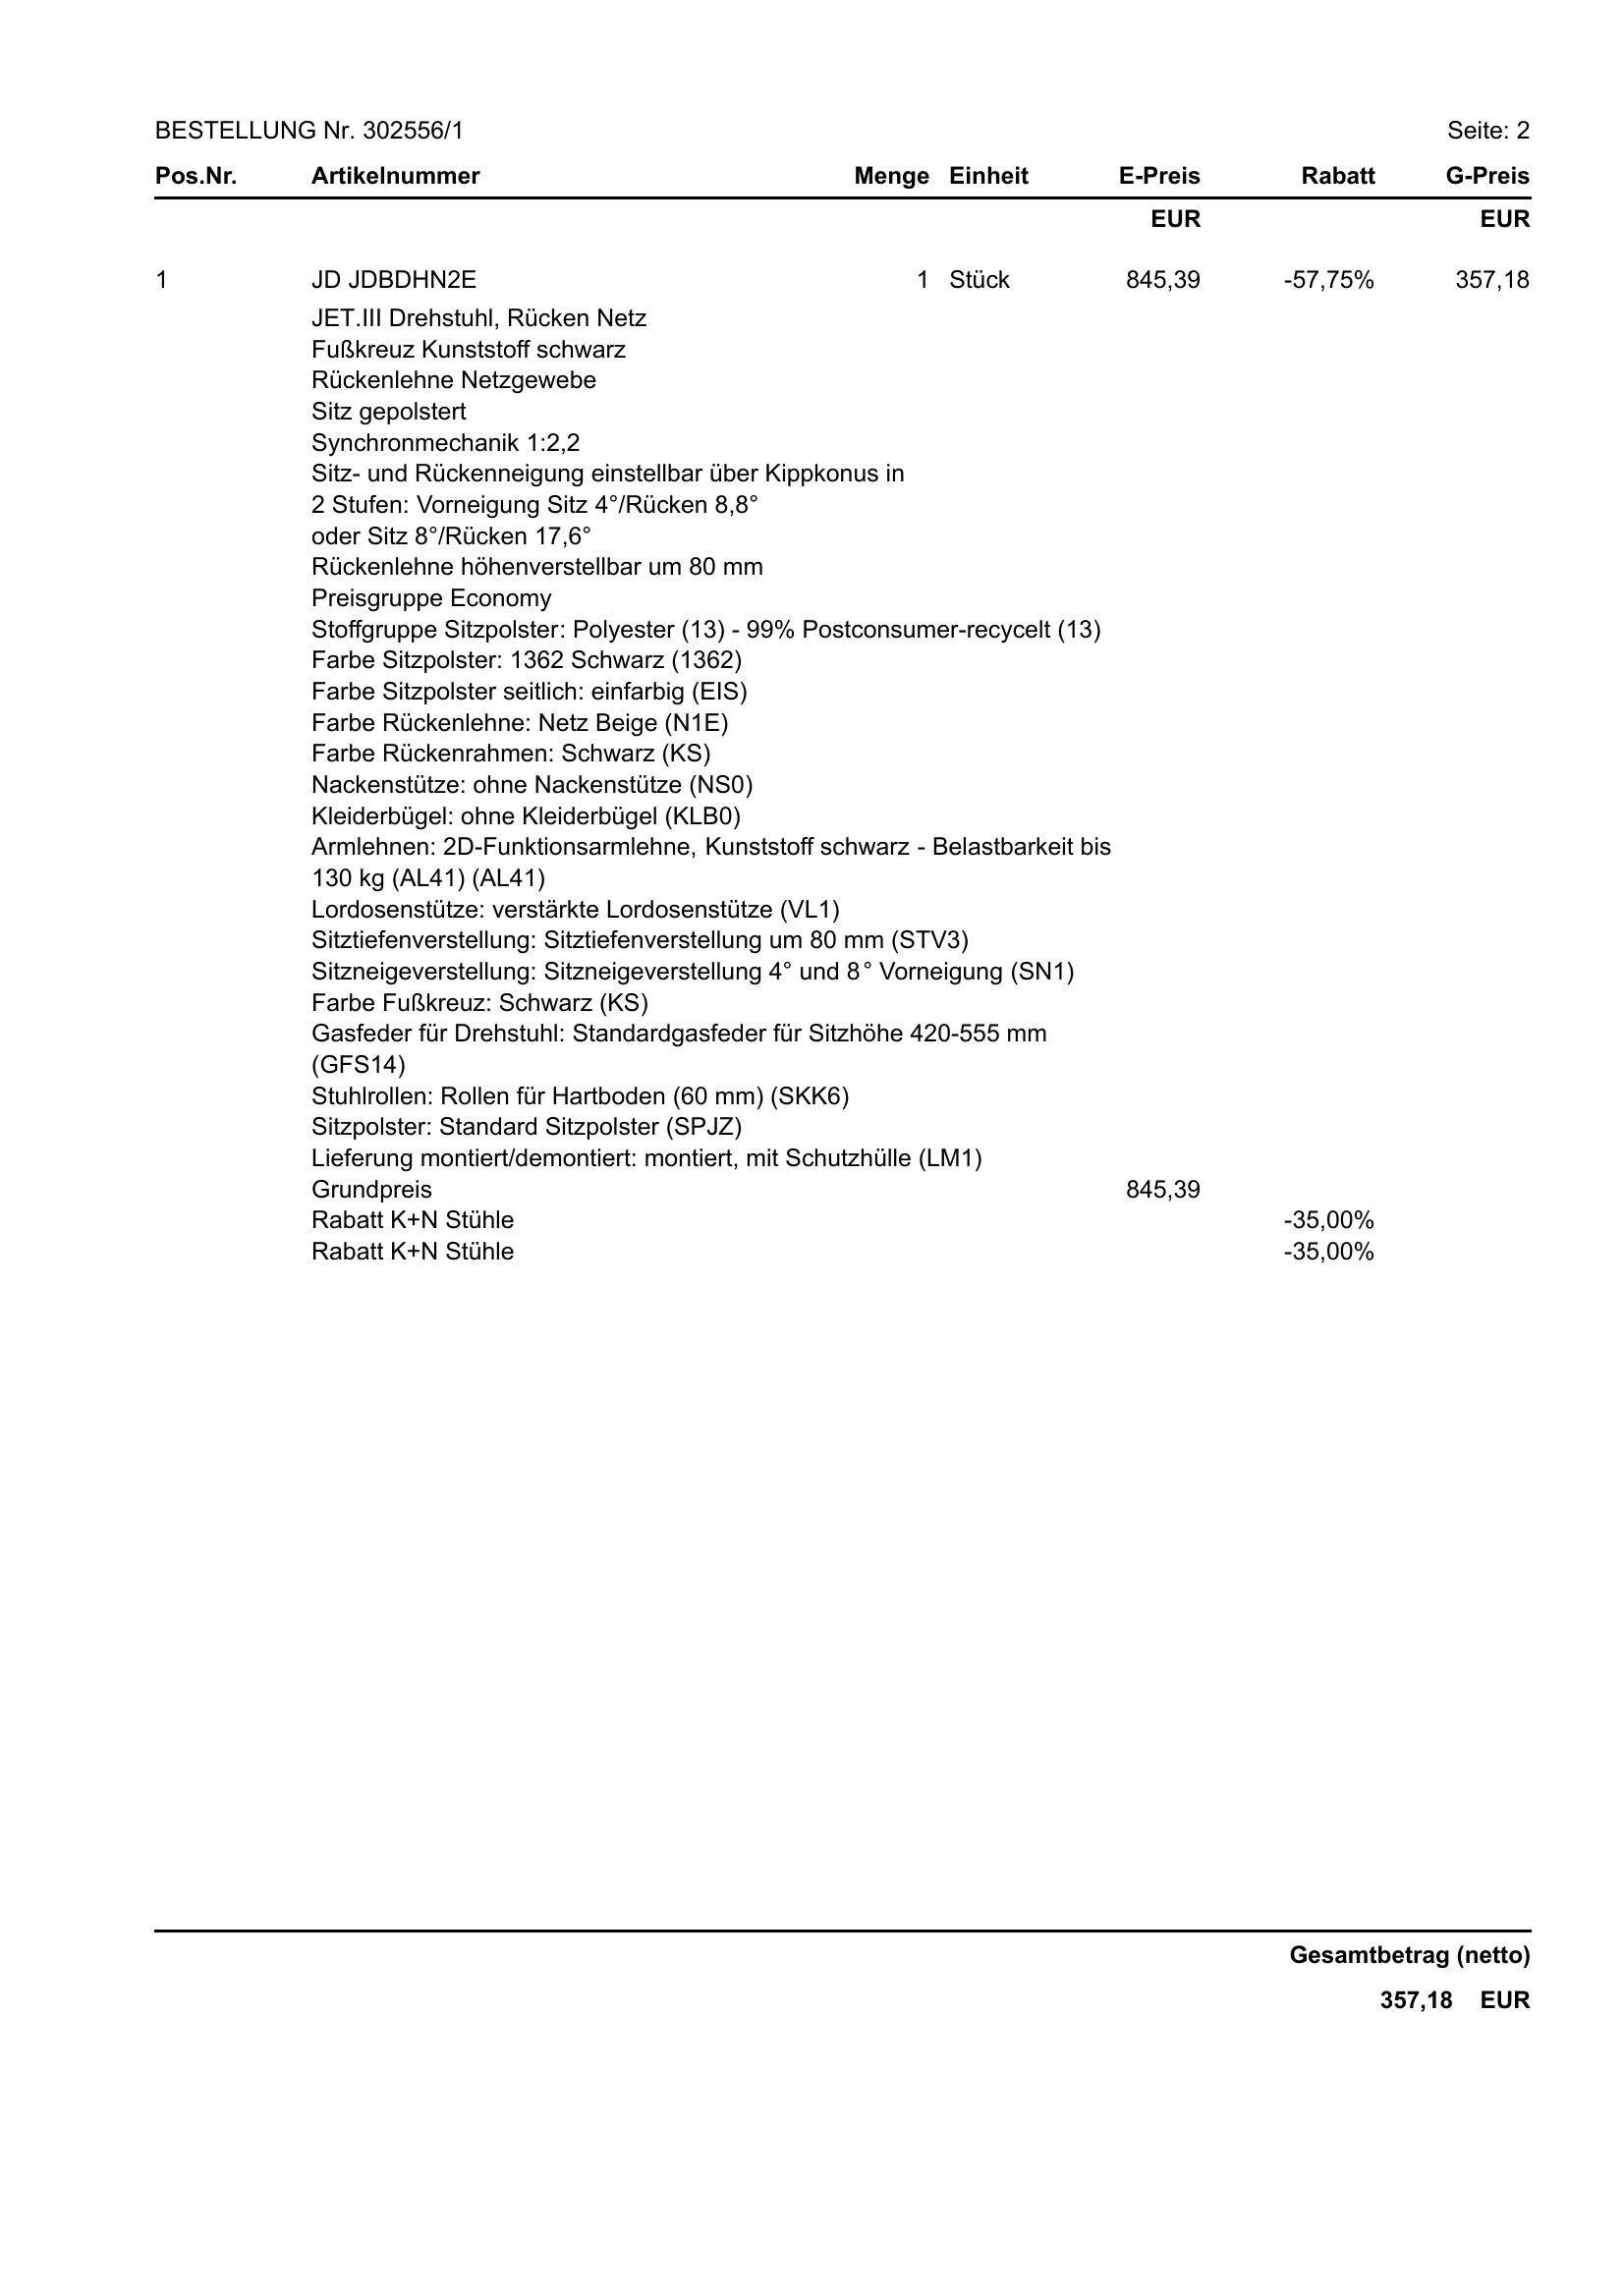 BESTELLUNG Nr. 302556/1 Seite: 2
Pos.Nr. Artikelnummer Menge Einheit E-Preis Rabatt G-Preis
EUR EUR
1 JD JDBDHN2E 1 Stück 845,39 -57,75% 357,18
JET.III Drehstuhl, Rücken Netz
Fußkreuz Kunststoff schwarz
Rückenlehne Netzgewebe
Sitz gepolstert
Synchronmechanik 1:2,2
Sitz- und Rückenneigung einstellbar über Kippkonus in
2 Stufen: Vorneigung Sitz 4°/Rücken 8,8°
oder Sitz 8°/Rücken 17,6°
Rückenlehne höhenverstellbar um 80 mm
Preisgruppe Economy
Stoffgruppe Sitzpolster: Polyester (13) - 99% Postconsumer-recycelt (13)
Farbe Sitzpolster: 1362 Schwarz (1362)
Farbe Sitzpolster seitlich: einfarbig (EIS)
Farbe Rückenlehne: Netz Beige (N1E)
Farbe Rückenrahmen: Schwarz (KS)
Nackenstütze: ohne Nackenstütze (NS0)
Kleiderbügel: ohne Kleiderbügel (KLB0)
Armlehnen: 2D-Funktionsarmlehne, Kunststoff schwarz - Belastbarkeit bis
130 kg (AL41) (AL41)
Lordosenstütze: verstärkte Lordosenstütze (VL1)
Sitztiefenverstellung: Sitztiefenverstellung um 80 mm (STV3)
Sitzneigeverstellung: Sitzneigeverstellung 4° und 8° Vorneigung (SN1)
Farbe Fußkreuz: Schwarz (KS)
Gasfeder für Drehstuhl: Standardgasfeder für Sitzhöhe 420-555 mm
(GFS14)
Stuhlrollen: Rollen für Hartboden (60 mm) (SKK6)
Sitzpolster: Standard Sitzpolster (SPJZ)
Lieferung montiert/demontiert: montiert, mit Schutzhülle (LM1)
Grundpreis 845,39
Rabatt K+N Stühle -35,00%
Rabatt K+N Stühle -35,00%
Gesamtbetrag (netto)
357,18 EUR